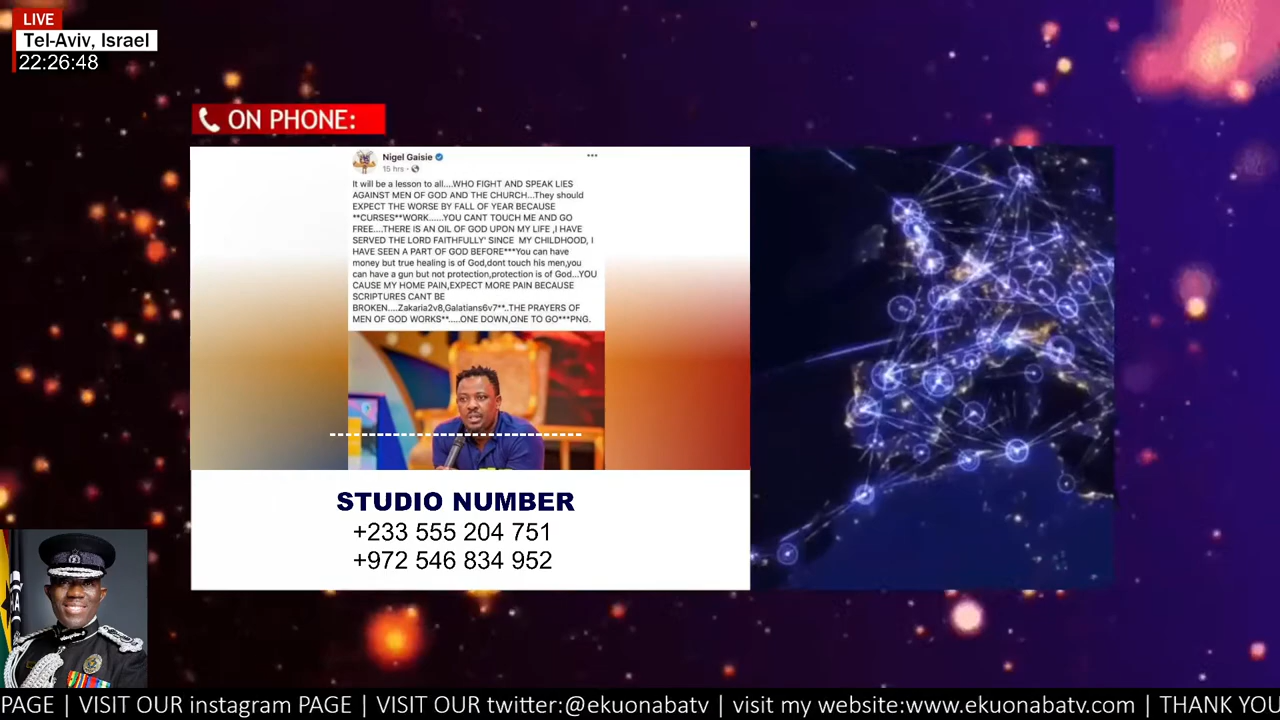 LIVE
Tel-Aviv, Israel
22:26:48
ON PHONE:
Nigel Gaisie
15 hrs
It will be a lesson to all....WHO FIGHT AND SPEAK LIES
AGAINST MEN OF GOD AND THE CHURCH...They should
EXPECT THE WORSE BY FALL OF YEAR BECAUSE
**CURSES**WORK......YOU CANT TOUCH ME AND GO
FREE....THERE IS AN OIL OF GOD UPON MY LIFE ,I HAVE
SERVED THE LORD FAITHFULLY' SINCE MY CHILDHOOD, I
HAVE SEEN A PART OF GOD BEFORE***You can have
money but true healing is of God,dont touch his men,you
can have a gun but not protection,protection is of God...YOU
CAUSE MY HOME PAIN,EXPECT MORE PAIN BECAUSE
SCRIPTURES CANT BE
BROKEN....Zakaria2v8,Galatians6v7**..THE PRAYERS OF
MEN OF GOD WORKS**.....ONE DOWN,ONE TO GO***PNG.
STUDIO NUMBER
+233 555 204 751
+972 546 834 952
PAGE | VISIT OUR instagram PAGE | VISIT OUR twitter:@ekuonabatv | visit my website:www.ekuonabatv.com | THANK YOU